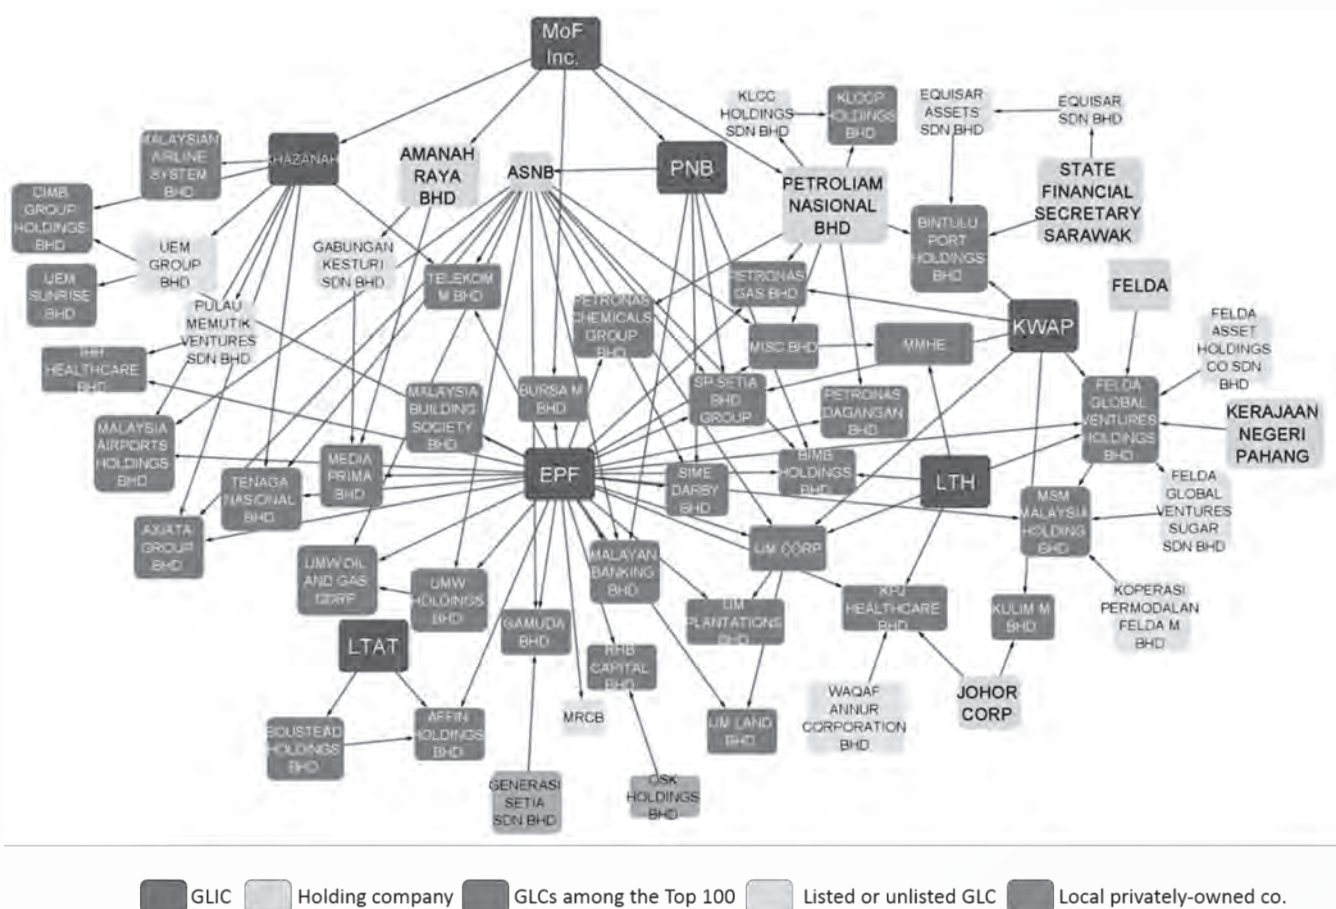 MoF
Inc.
KLCC
HOLDINGS
SDN BHD
KLCCP
HOLDINGS
BHD
EQUISAR
ASSETS
SDN BHD
EQUISAR
SDN BHD
MALAYSIAN
AIRLINE
SYSTEM
BHD
KHAZANAH
AMANAH
RAYA
BHD
ASNB
PNB
PETROLIAM
NASIONAL
BHD
STATE
FINANCIAL
SECRETARY
SARAWAK
CIMB
GROUP
HOLDINGS
BHD
UEM
GROUP
BHD
GABUNGAN
KESTURI
SDN BHD
TELEKOM
M BHD
PETRONAS
GAS BHD
BINTULU
PORT
HOLDINGS
BHD
FELDA
UEM
SUNRISE
BHD
PULAU
MEMUTIK
VENTURES
SDN BHD
PETRONAS
CHEMICALS
GROUP
BHD
MISC BHD
MMHE
KWAP
FELDA
ASSET
HOLDINGS
CO SDN
BHD
IHH
HEALTHCARE
BHD
MALAYSIA
BUILDING
SOCIETY
BHD
BURSA M
BHD
SP SETIA
BHD
GROUP
PETRONAS
DAGANGAN
BHD
FELDA
GLOBAL
VENTURES
HOLDINGS
BHD
KERAJAAN
NEGERI
PAHANG
MALAYSIA
AIRPORTS
HOLDINGS
BHD
TENAGA
NASIONAL
BHD
MEDIA
PRIMA
BHD
EPF
SIME
DARBY
BHD
BIMB
HOLDINGS
BHD
LTH
MSM
MALAYSIA
HOLDING
BHD
FELDA
GLOBAL
VENTURES
SUGAR
SDN BHD
AXIATA
GROUP
BHD
UMW OIL
AND GAS
CORP
UMW
HOLDINGS
BHD
MALAYAN
BANKING
BHD
IJM CORP
GAMUDA
BHD
IJM
PLANTATIONS
BHD
KPJ
HEALTHCARE
BHD
KULIM M
BHD
KOPERASI
PERMODALAN
FELDA M
BHD
LTAT
RHB
CAPITAL
BHD
BOUSTEAD
HOLDINGS
BHD
AFFIN
HOLDINGS
BHD
MRCB
IJM LAND
BHD
WAQAF
ANNUR
CORPORATION
BHD
JOHOR
CORP
GENERASI
SETIA
SDN BHD
OSK
HOLDINGS
BHD
GLIC
Holding company
GLCs among the Top 100
Listed or unlisted GLC
Local privately-owned co.